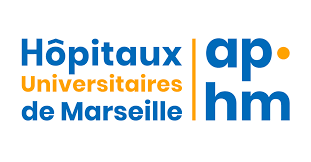 Hôpitaux
Universitaires
de Marseille
ap·
hm